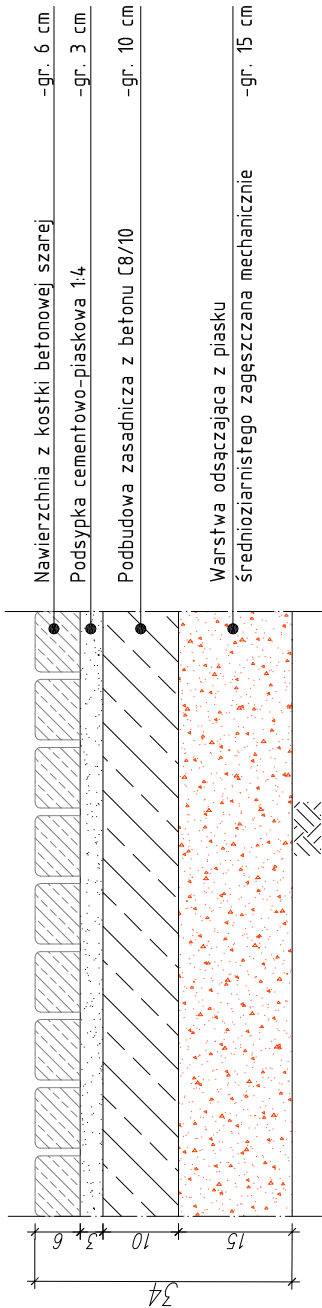 Nawierzchnia z kostki betonowej szarej -gr. 6 cm
Podsypka cementowo-piaskowa 1:4 -gr. 3 cm
Podbudowa zasadnicza z betonu C8/10 -gr. 10 cm
Warstwa odsączająca z piasku
średnioziarnistego zagęszczana mechanicznie -gr. 15 cm
6
3
10
15
34